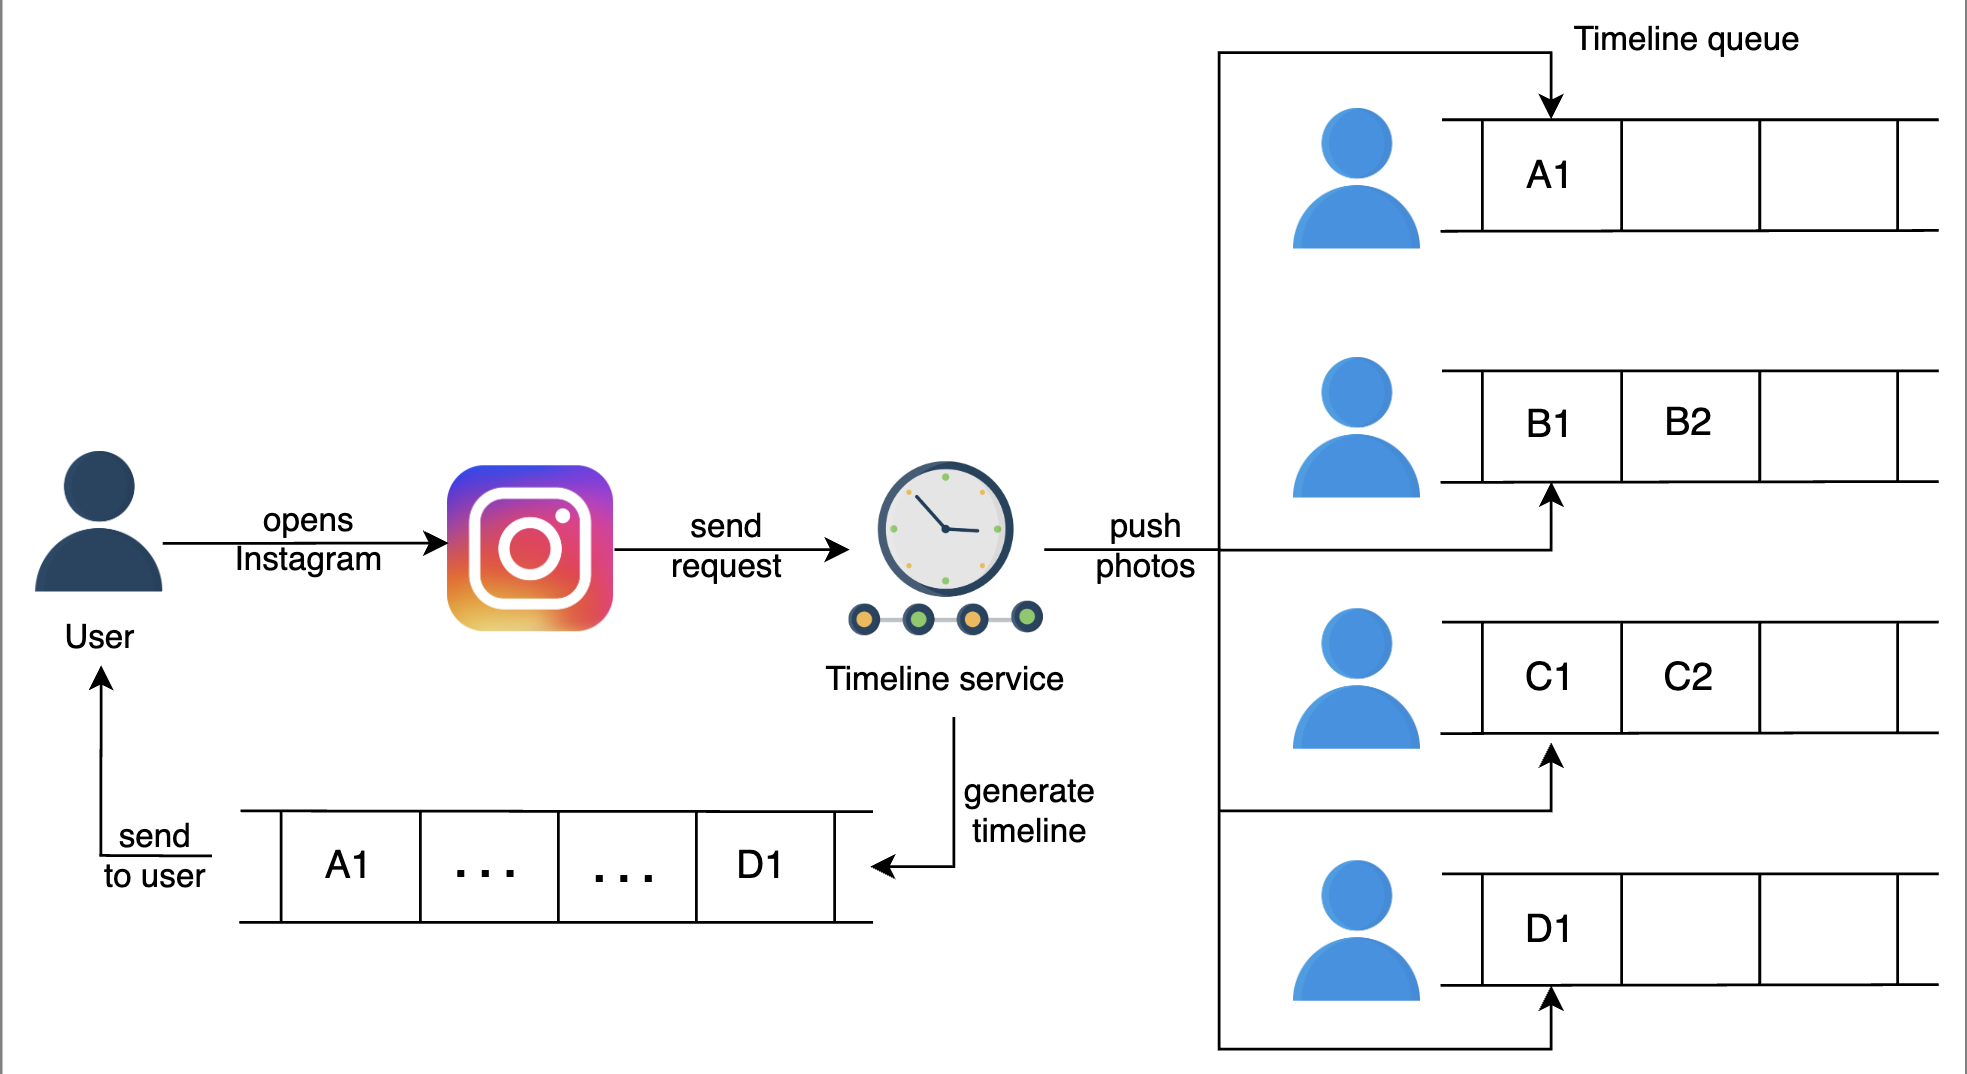 Timeline queue
A1
B1 B2
opens
Instagram
send
request
push
photos
User
Timeline service
C1 C2
generate
timeline
send
to user
A1 ... ... D1
D1